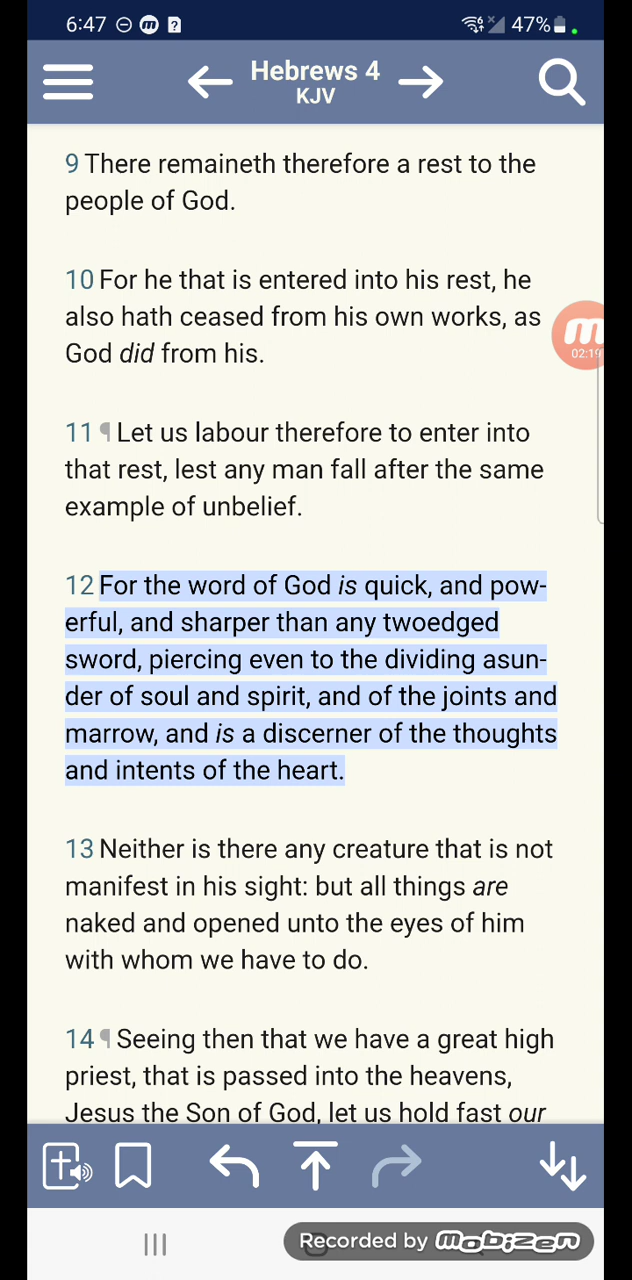 6:47 m ? 6 47%
Hebrews 4
KJV
9 There remaineth therefore a rest to the
people of God.
10 For he that is entered into his rest, he
also hath ceased from his own works, as
God did from his.
m
02:19
11 ¶ Let us labour therefore to enter into
that rest, lest any man fall after the same
example of unbelief.
12 For the word of God is quick, and pow-
erful, and sharper than any twoedged
sword, piercing even to the dividing asun-
der of soul and spirit, and of the joints and
marrow, and is a discerner of the thoughts
and intents of the heart.
13 Neither is there any creature that is not
manifest in his sight: but all things are
naked and opened unto the eyes of him
with whom we have to do.
14 ¶ Seeing then that we have a great high
priest, that is passed into the heavens,
Jesus the Son of God, let us hold fast our
Recorded by mobizen